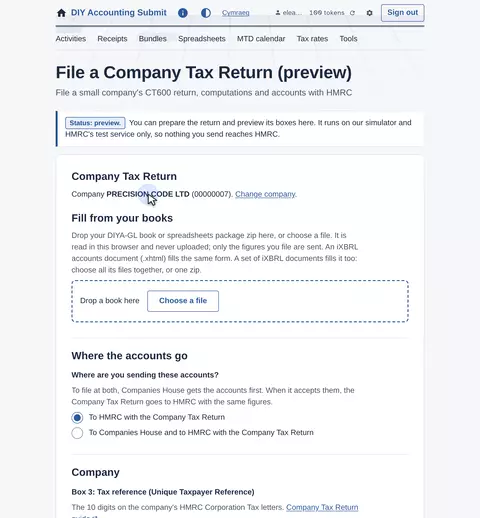 DIY Accounting Submit
Cymraeg
elea...
100 tokens
Sign out
Activities Receipts Bundles Spreadsheets MTD calendar Tax rates Tools
File a Company Tax Return (preview)
File a small company's CT600 return, computations and accounts with HMRC
Status: preview. You can prepare the return and preview its boxes here. It runs on our simulator and
HMRC's test service only, so nothing you send reaches HMRC.
Company Tax Return
Company PRECISION CODE LTD (00000007). Change company.
Fill from your books
Drop your DIYA-GL book or spreadsheets package zip here, or choose a file. It is
read in this browser and never uploaded; only the figures you file are sent. An iXBRL
accounts document (.xhtml) fills the same form. A set of iXBRL documents fills it too:
choose all its files together, or one zip.
Drop a book here Choose a file
Where the accounts go
Where are you sending these accounts?
To file at both, Companies House gets the accounts first. When it accepts them, the
Company Tax Return goes to HMRC with the same figures.
To HMRC with the Company Tax Return
To Companies House and to HMRC with the Company Tax Return
Company
Box 3: Tax reference (Unique Taxpayer Reference)
The 10 digits on the company's HMRC Corporation Tax letters. Company Tax Return